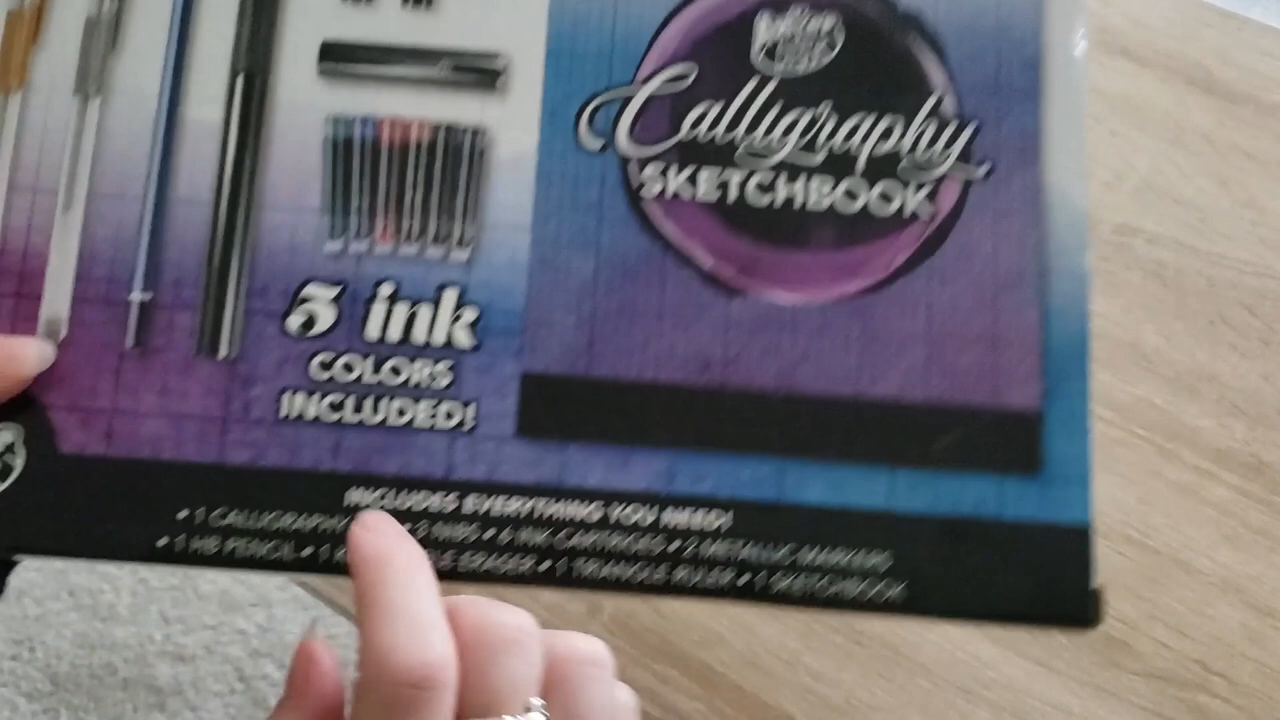 Calligraphy
SKETCHBOOK
5 ink
COLORS
INCLUDED!
INCLUDES EVERYTHING YOU NEED!
• 1 CALLIGRAPHY • NIBS • 6 INK CARTRIDGES • 2 METALLIC MARKERS
• 1 HB PENCIL • 1 ERASER • 1 TRIANGLE RULER • 1 SKETCHBOOK